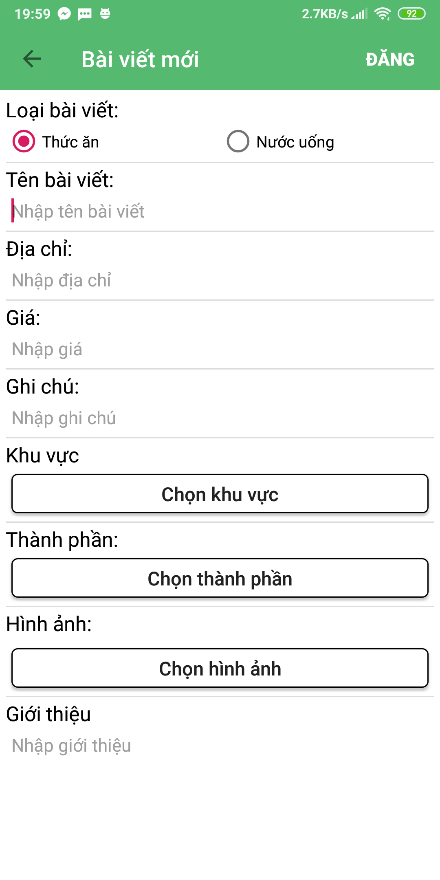 19:59 2.7KB/s 92
Bài viết mới ĐĂNG
Loại bài viết:
Thức ăn Nước uống
Tên bài viết:
Nhập tên bài viết
Địa chỉ:
Nhập địa chỉ
Giá:
Nhập giá
Ghi chú:
Nhập ghi chú
Khu vực
Chọn khu vực
Thành phần:
Chọn thành phần
Hình ảnh:
Chọn hình ảnh
Giới thiệu
Nhập giới thiệu